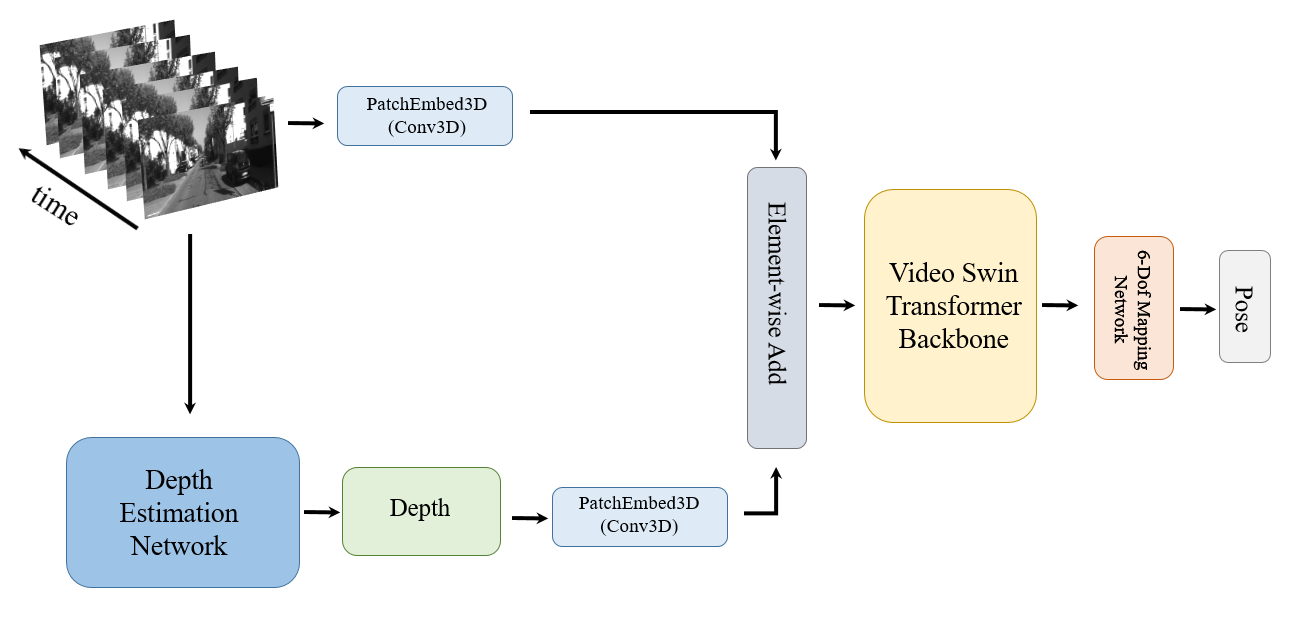 time
PatchEmbed3D
(Conv3D)
Element-wise Add
Video Swin
Transformer
Backbone
6-Dof Mapping
Network
Pose
Depth
Estimation
Network
Depth
PatchEmbed3D
(Conv3D)